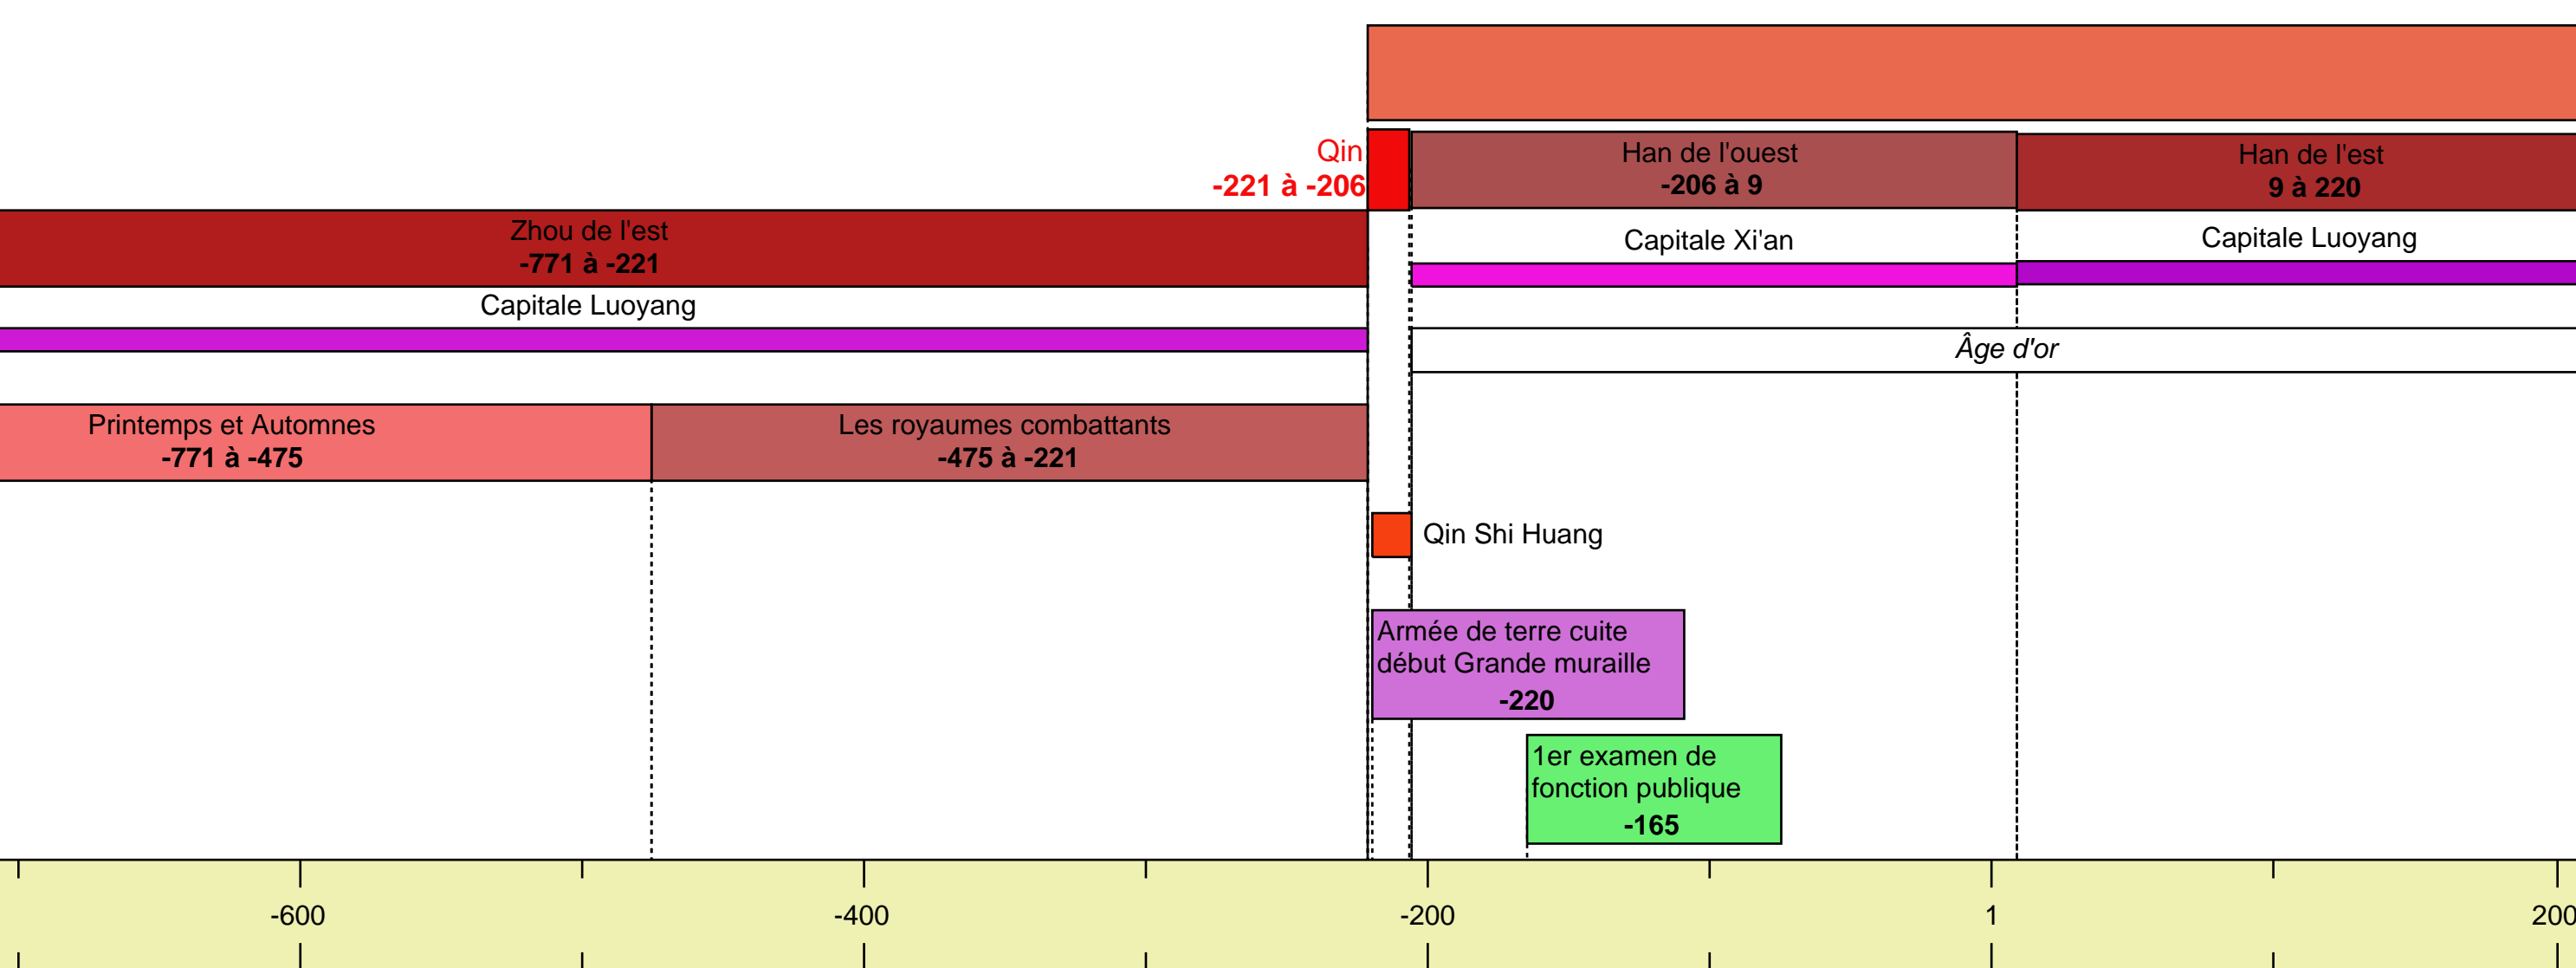 Qin
-221 à -206
Han de l'ouest
-206 à 9
Han de l'est
9 à 220
Zhou de l'est
-771 à -221
Capitale Xi'an
Capitale Luoyang
Capitale Luoyang
Âge d'or
Printemps et Automnes
-771 à -475
Les royaumes combattants
-475 à -221
Qin Shi Huang
Armée de terre cuite
début Grande muraille
-220
1er examen de
fonction publique
-165
-600
-400
-200
1
200